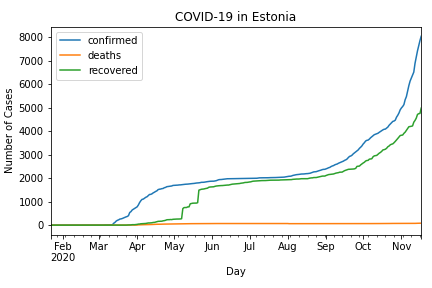 COVID-19 in Estonia
confirmed
deaths
recovered
Number of Cases
8000
7000
6000
5000
4000
3000
2000
1000
0
Feb Mar Apr May Jun Jul Aug Sep Oct Nov
2020
Day